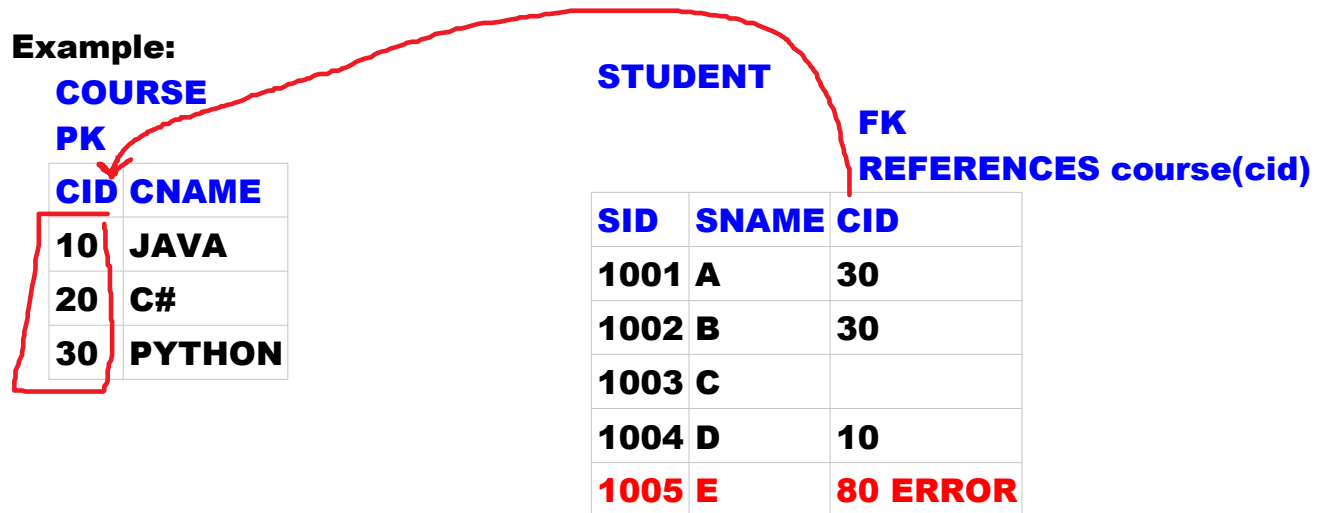 Example:
COURSE
PK
CID CNAME
10 JAVA
20 C#
30 PYTHON
STUDENT
FK
REFERENCES course(cid)
SID SNAME CID
1001 A 30
1002 B 30
1003 C
1004 D 10
1005 E 80 ERROR